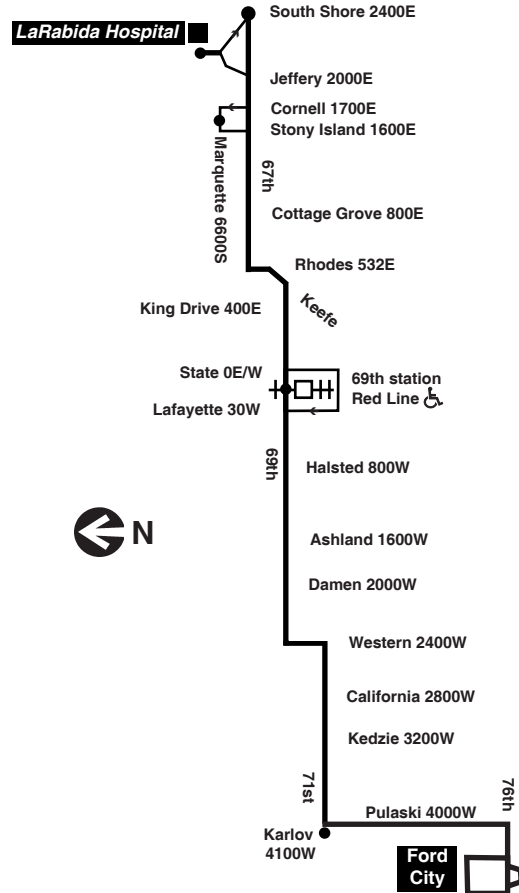 South Shore 2400E
LaRabida Hospital
Jeffery 2000E
Cornell 1700E
Stony Island 1600E
Marquette 6600S
67th
Cottage Grove 800E
Rhodes 532E
Keefe
King Drive 400E
State 0E/W
69th station
Red Line
Lafayette 30W
69th
Halsted 800W
N
Ashland 1600W
Damen 2000W
Western 2400W
California 2800W
Kedzie 3200W
71st
76th
Pulaski 4000W
Karlov
4100W
Ford
City